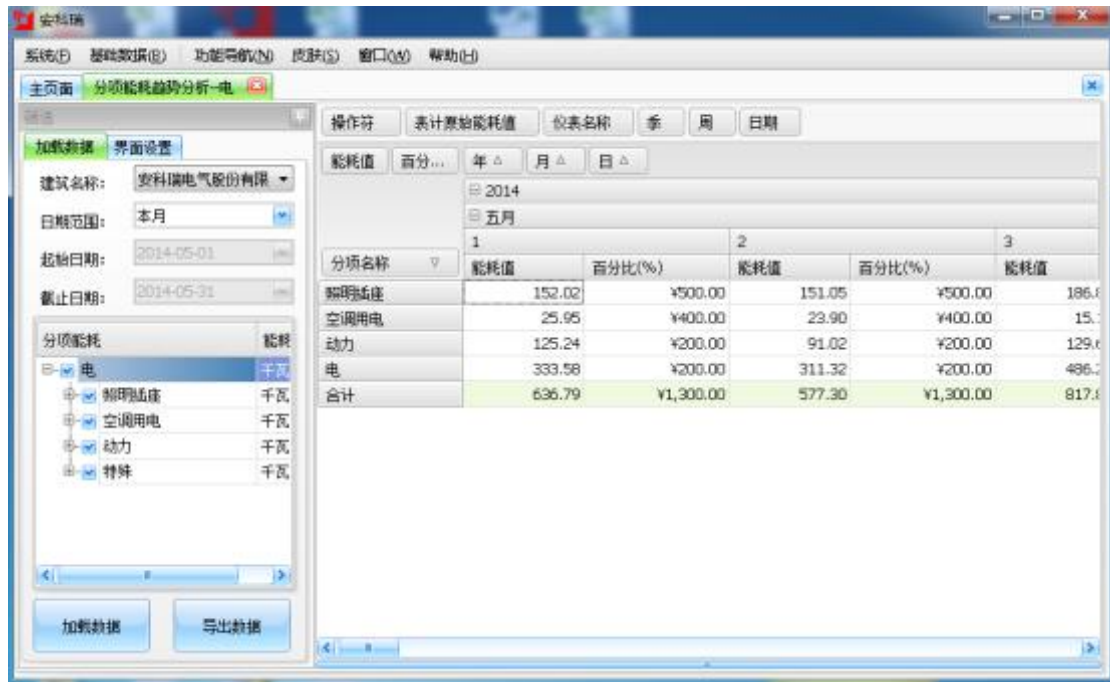 安科瑞
系统(F) 基础数据(B) 功能导航(N) 皮肤(S) 窗口(W) 帮助(H)
主页面 分项能耗趋势分析-电
加载数据 界面设置
建筑名称: 安科瑞电气股份有限
日期范围: 本月
起始日期: 2014-05-01
截止日期: 2014-05-31
分项能耗 能耗
电 千瓦
照明插座 千瓦
空调用电 千瓦
动力 千瓦
特殊 千瓦
加载数据 导出数据
操作符 表计原始能耗值 仪表名称 季 周 日期
能耗值 百分... 年 月 日
2014
五月
1 2 3
分项名称 能耗值 百分比(%) 能耗值 百分比(%) 能耗值
照明插座 152.02 ¥500.00 151.05 ¥500.00 186.8
空调用电 25.95 ¥400.00 23.90 ¥400.00 15.
动力 125.24 ¥200.00 91.02 ¥200.00 129.6
电 333.58 ¥200.00 311.32 ¥200.00 486.2
合计 636.79 ¥1,300.00 577.30 ¥1,300.00 817.8